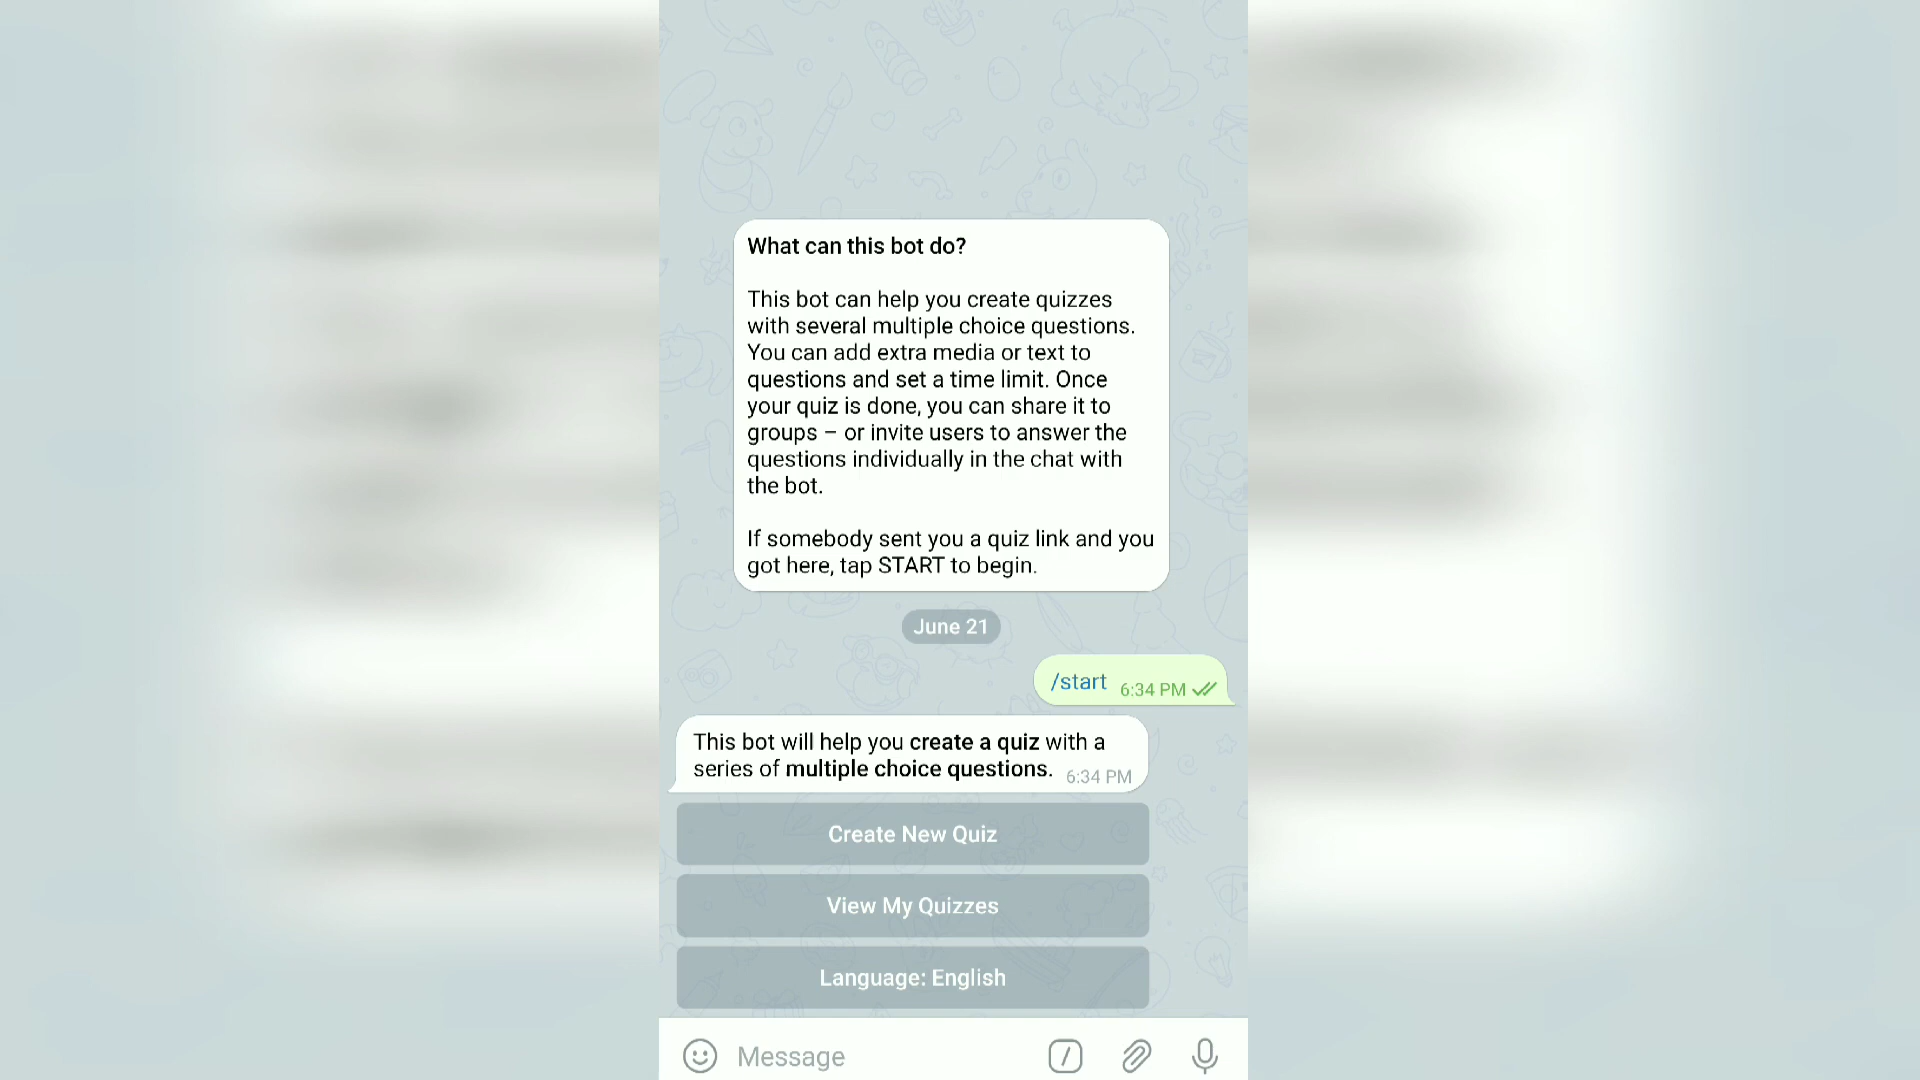 What can this bot do?
This bot can help you create quizzes
with several multiple choice questions.
You can add extra media or text to
questions and set a time limit. Once
your quiz is done, you can share it to
groups – or invite users to answer the
questions individually in the chat with
the bot.
If somebody sent you a quiz link and you
got here, tap START to begin.
June 21
/start 6:34 PM
This bot will help you create a quiz with a
series of multiple choice questions. 6:34 PM
Create New Quiz
View My Quizzes
Language: English
Message